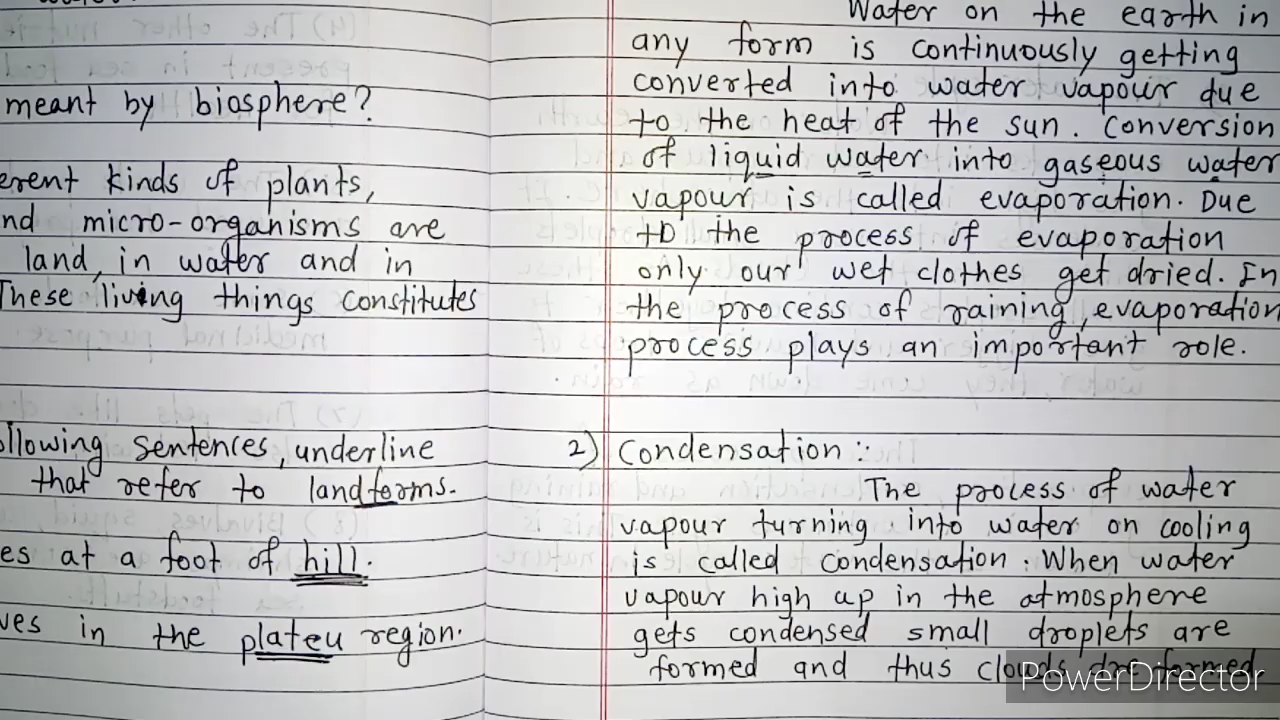 meant by biosphere?
erent kinds of plants,
nd micro-organisms are
land, in water and in
These living things constitutes
ollowing sentences, underline
that refer to landforms.
es at a foot of hill.
ves in the plateu region.
Water on the earth in
any form is continuously getting
converted into water vapour due
to the heat of the sun. Conversion
of liquid water into gaseous water
vapour is called evaporation. Due
to the process of evaporation
only our wet clothes get dried. In
the process of raining, evaporation
process plays an important role.
2) Condensation :
The process of water
vapour turning into water on cooling
is called condensation. When water
vapour high up in the atmosphere
gets condensed small droplets are
formed and thus clouds are formed
PowerDirector